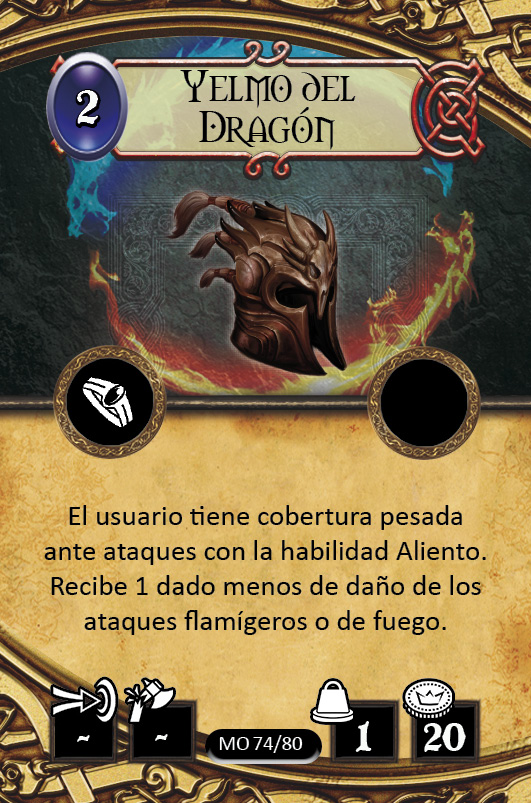 2
Yelmo del
Dragón
El usuario tiene cobertura pesada
ante ataques con la habilidad Aliento.
Recibe 1 dado menos de daño de los
ataques flamígeros o de fuego.
~ ~ MO 74/80 1 20